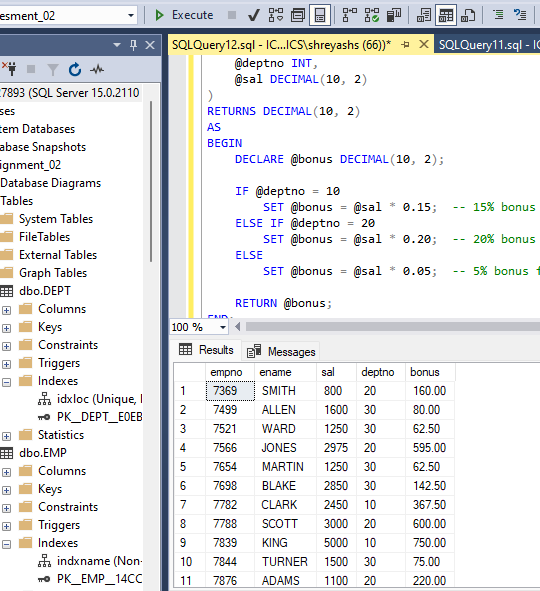 esment_02
Execute
SQLQuery12.sql - IC...ICS\shreyashs (66))*
SQLQuery11.sql - IC
27893 (SQL Server 15.0.2110
ses
tem Databases
abase Snapshots
ignment_02
Database Diagrams
Tables
System Tables
FileTables
External Tables
Graph Tables
dbo.DEPT
Columns
Keys
Constraints
Triggers
Indexes
idxloc (Unique,
PK__DEPT__E0EB
Statistics
dbo.EMP
Columns
Keys
Constraints
Triggers
Indexes
indxname (Non-
PK__EMP__14CC
@deptno INT,
@sal DECIMAL(10, 2)
)
RETURNS DECIMAL(10, 2)
AS
BEGIN
DECLARE @bonus DECIMAL(10, 2);
IF @deptno = 10
SET @bonus = @sal * 0.15; -- 15% bonus
ELSE IF @deptno = 20
SET @bonus = @sal * 0.20; -- 20% bonus
ELSE
SET @bonus = @sal * 0.05; -- 5% bonus f
RETURN @bonus;
END;
100 %
Results Messages
empno ename sal deptno bonus
1 7369 SMITH 800 20 160.00
2 7499 ALLEN 1600 30 80.00
3 7521 WARD 1250 30 62.50
4 7566 JONES 2975 20 595.00
5 7654 MARTIN 1250 30 62.50
6 7698 BLAKE 2850 30 142.50
7 7782 CLARK 2450 10 367.50
8 7788 SCOTT 3000 20 600.00
9 7839 KING 5000 10 750.00
10 7844 TURNER 1500 30 75.00
11 7876 ADAMS 1100 20 220.00